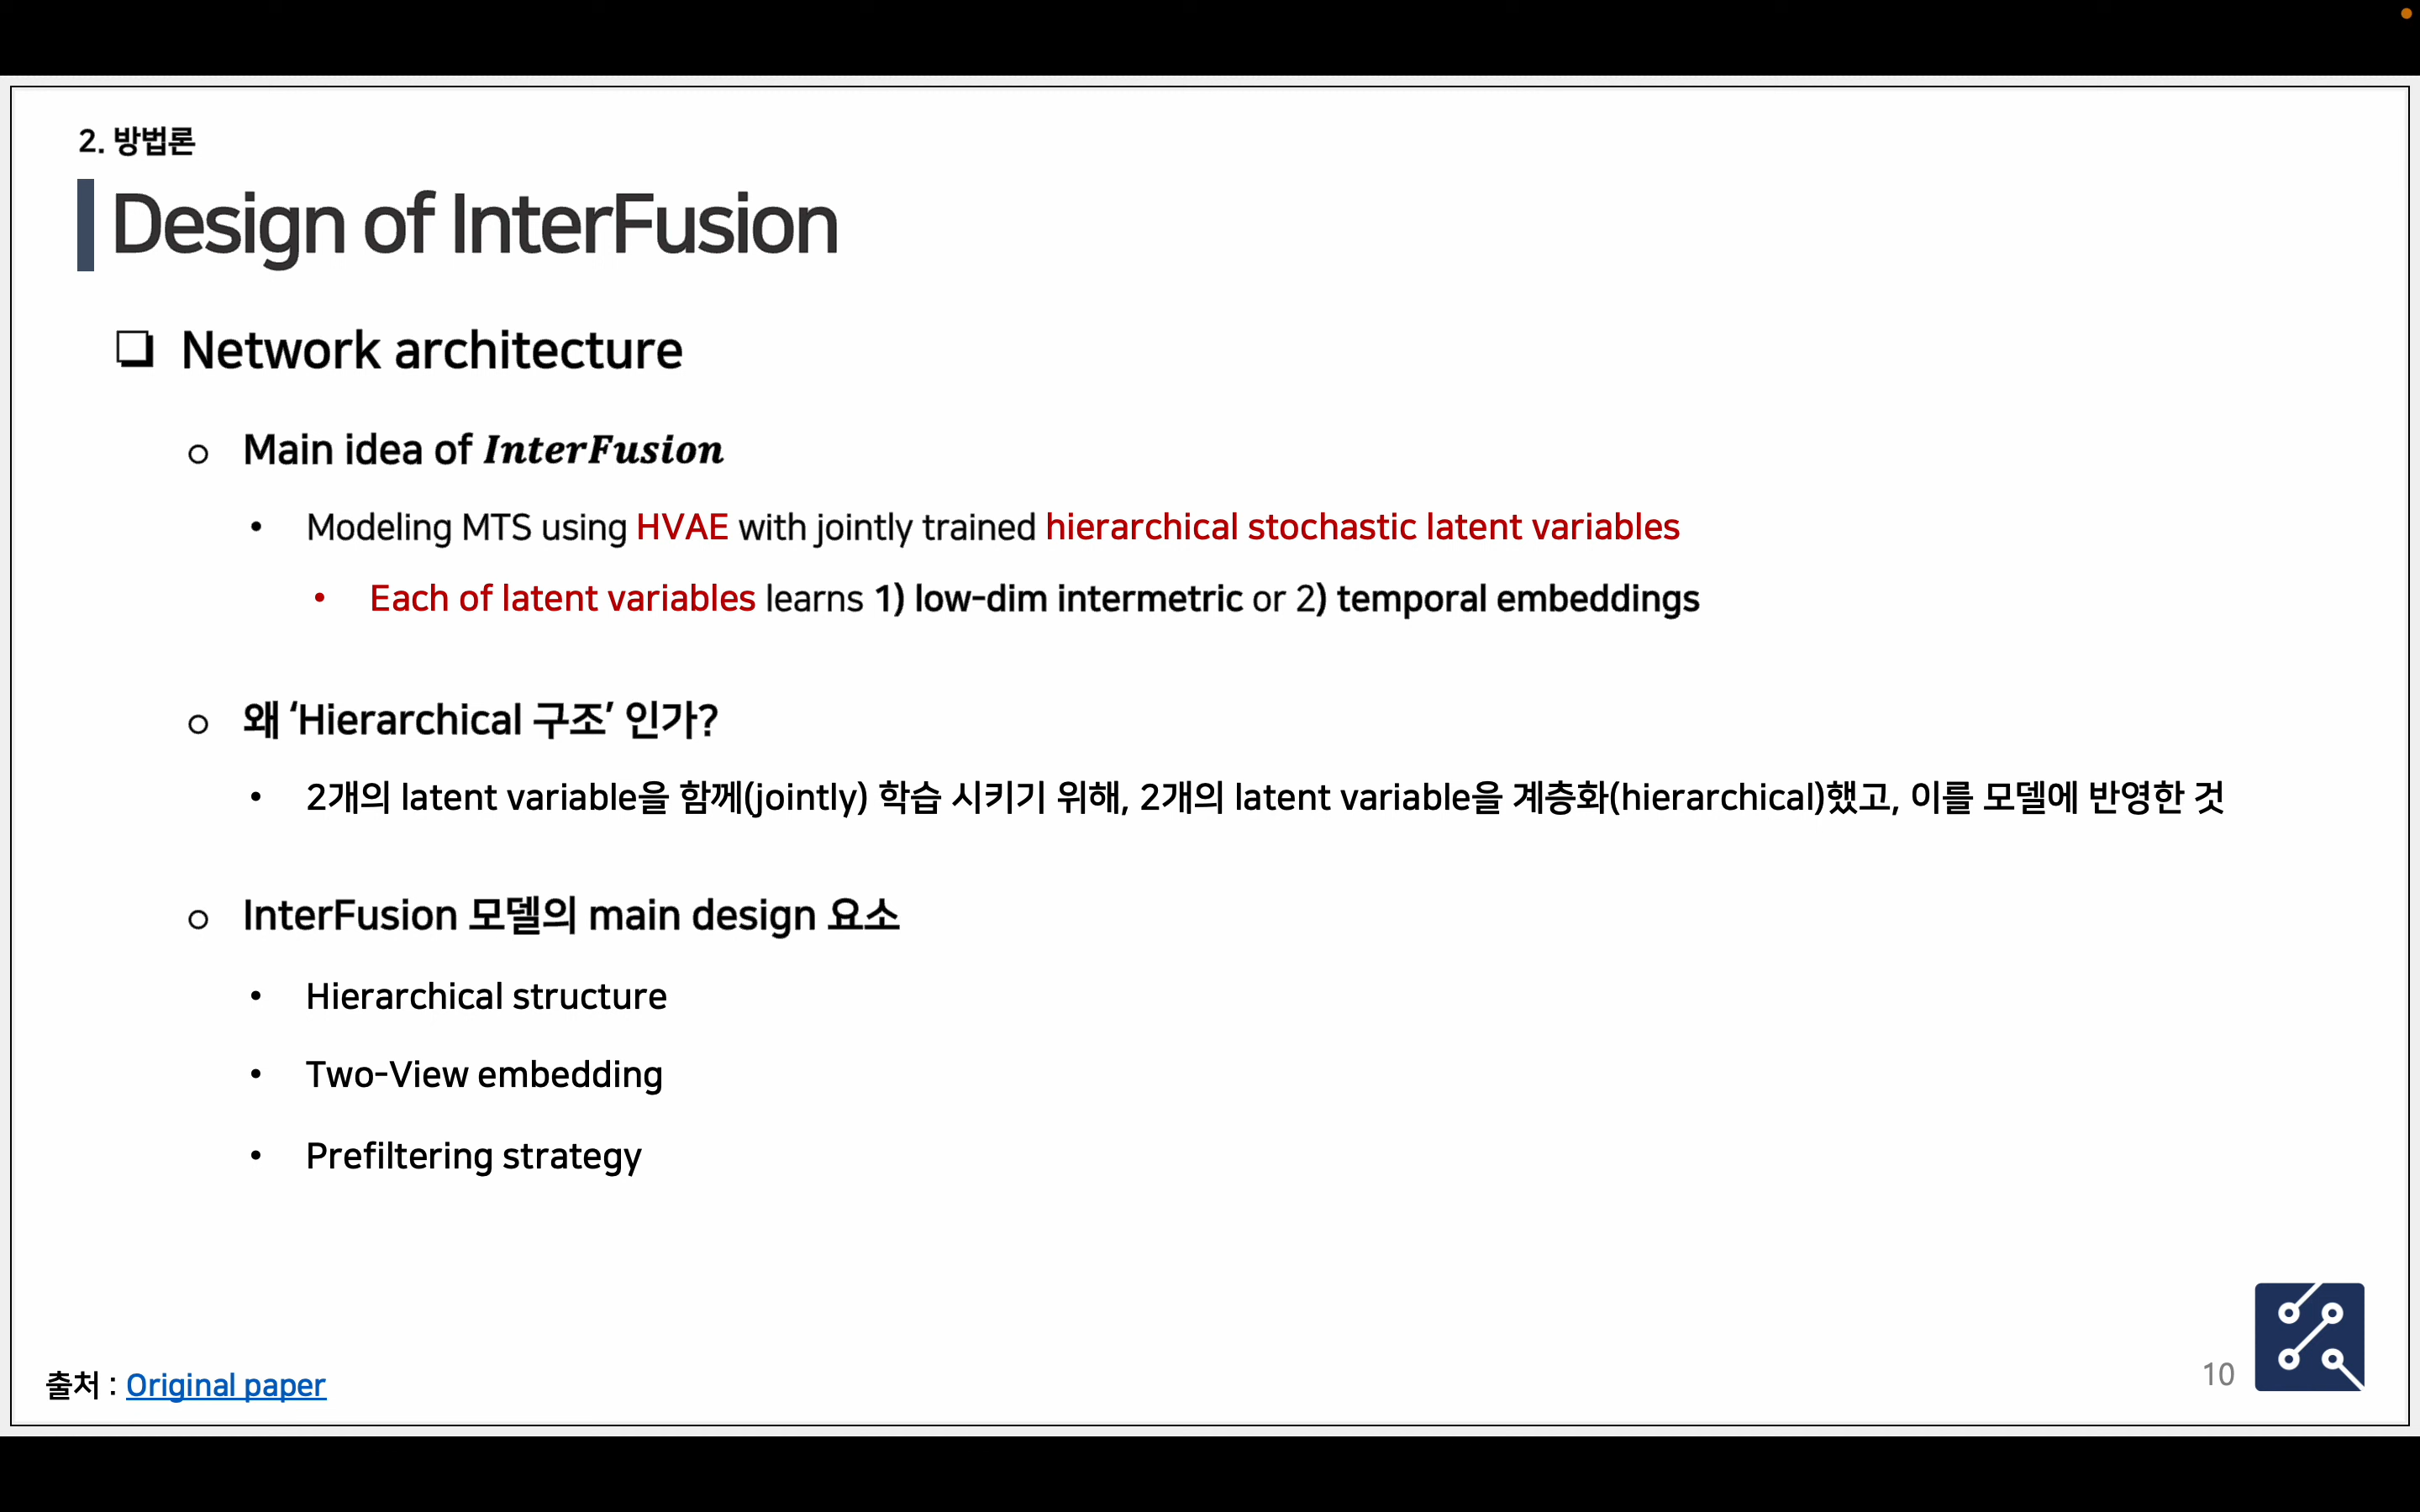 2. 방법론
Design of InterFusion
❏ Network architecture
○ Main idea of InterFusion
• Modeling MTS using HVAE with jointly trained hierarchical stochastic latent variables
• Each of latent variables learns 1) low-dim intermetric or 2) temporal embeddings
○ 왜 ‘Hierarchical 구조’ 인가?
• 2개의 latent variable을 함께(jointly) 학습 시키기 위해, 2개의 latent variable을 계층화(hierarchical)했고, 이를 모델에 반영한 것
○ InterFusion 모델의 main design 요소
• Hierarchical structure
• Two-View embedding
• Prefiltering strategy
출처 : Original paper
10